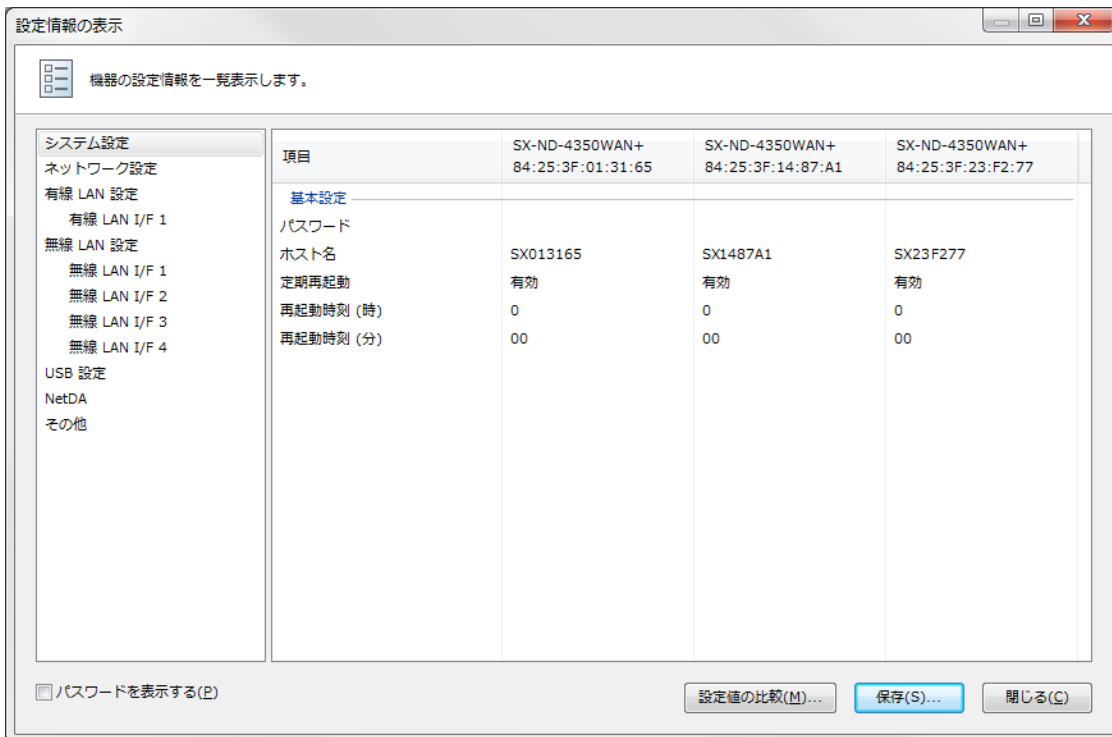 設定情報の表示
機器の設定情報を一覧表示します。
システム設定
ネットワーク設定
有線 LAN 設定
有線 LAN I/F 1
無線 LAN 設定
無線 LAN I/F 1
無線 LAN I/F 2
無線 LAN I/F 3
無線 LAN I/F 4
USB 設定
NetDA
その他
項目 SX-ND-4350WAN+ SX-ND-4350WAN+ SX-ND-4350WAN+
84:25:3F:01:31:65 84:25:3F:14:87:A1 84:25:3F:23:F2:77
基本設定
パスワード
ホスト名 SX013165 SX1487A1 SX23F277
定期再起動 有効 有効 有効
再起動時刻 (時) 0 0 0
再起動時刻 (分) 00 00 00
パスワードを表示する(P)
設定値の比較(M)... 保存(S)... 閉じる(C)